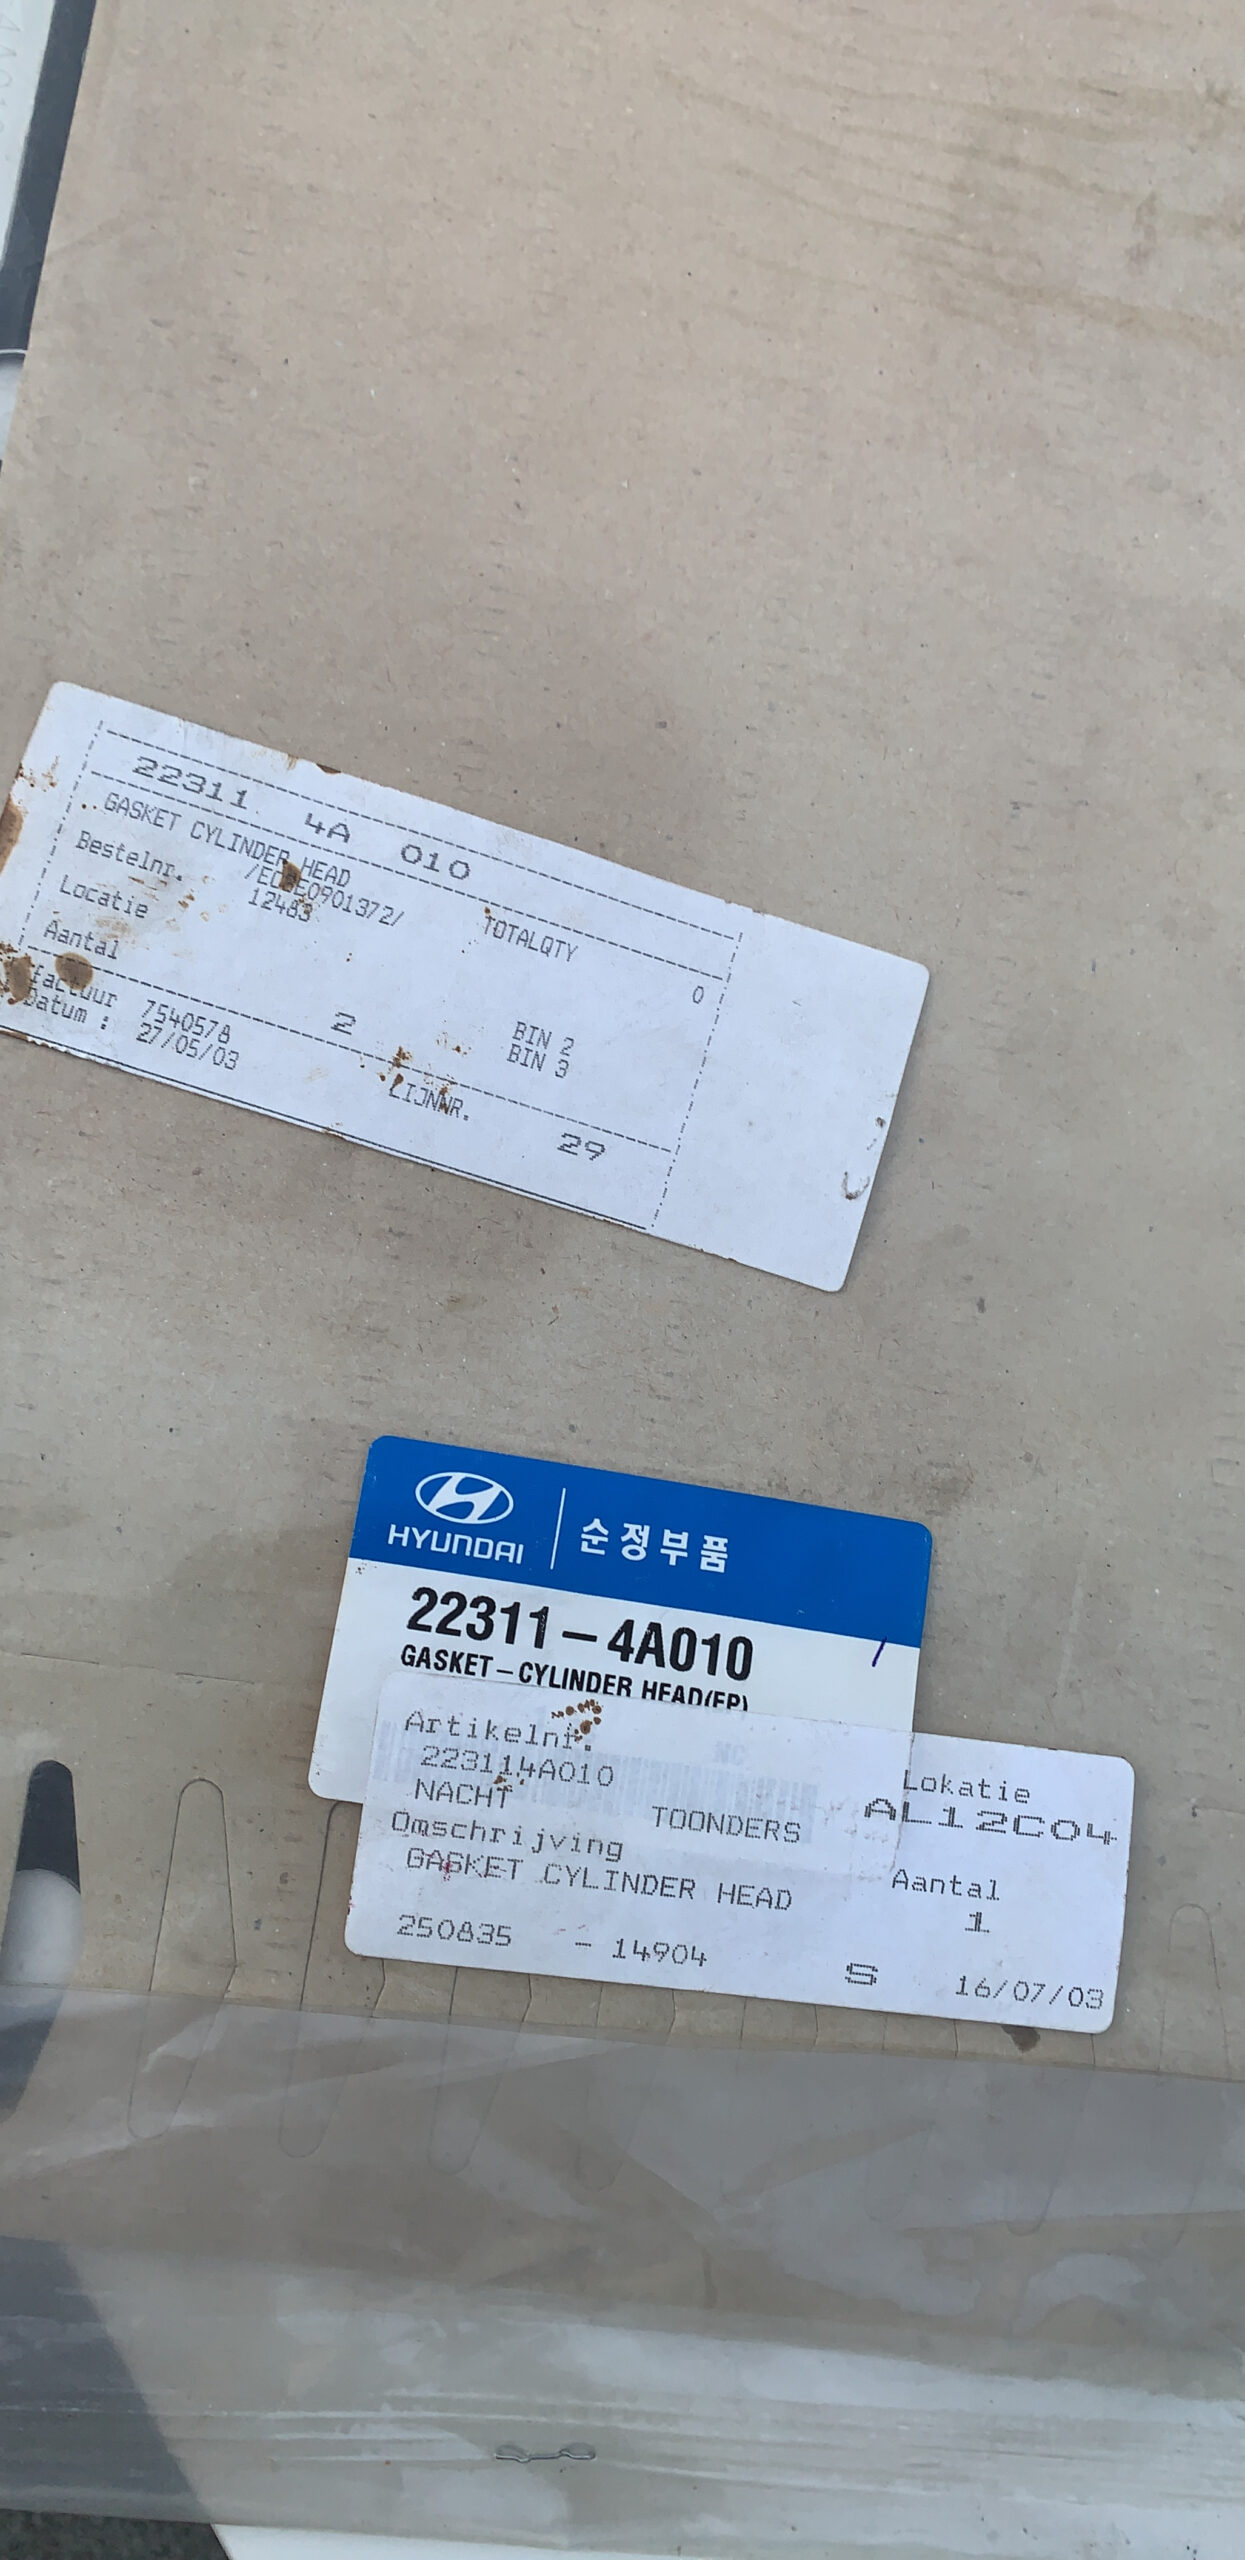 22311 4A 010
GASKET CYLINDER HEAD
Bestelnr. TOTALQTY
Locatie 12483 0
Aantal 2 BIN 2
BIN 3
factuur 7540578
Datum : 27/05/03 LIJNNR. 29
HYUNDAI 순정부품
22311-4A010
GASKET-CYLINDER HEAD(FP)
Artikelnr. Lokatie
223114A010 AL12C04
NACHT TOONDERS
Omschrijving Aantal
GASKET CYLINDER HEAD 1
250835 - 14904 S 16/07/03